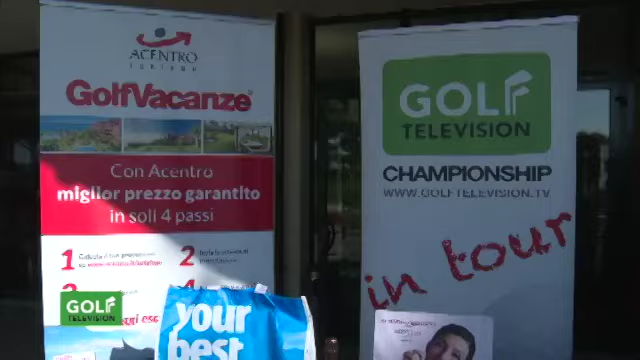 ACENTRO
TURISMO
GolfVacanze
Con Acentro
miglior prezzo garantito
in soli 4 passi
1
2
GOLF
TELEVISION
your
best
GOLF
TELEVISION
CHAMPIONSHIP
WWW.GOLFTELEVISION.TV
in tour